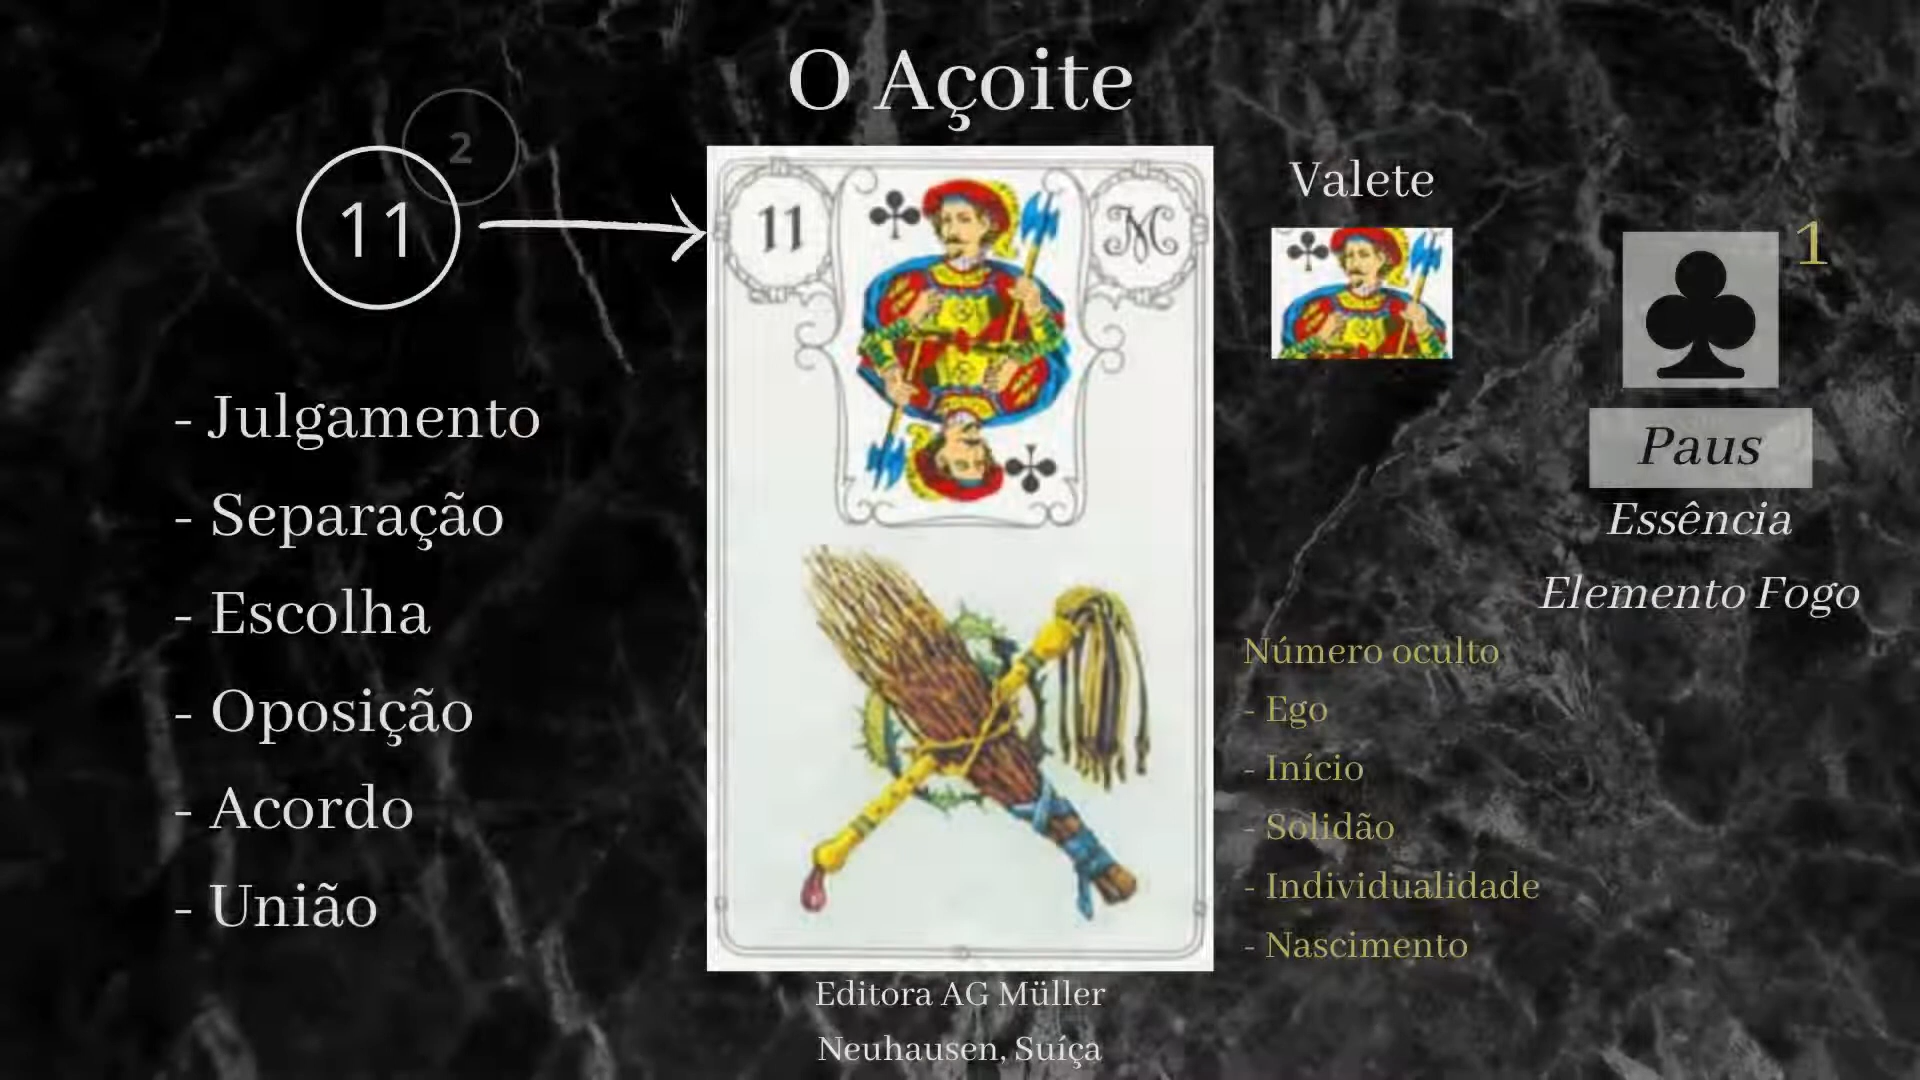 O Açoite
2
11
11
Valete
1
- Julgamento
- Separação
- Escolha
- Oposição
- Acordo
- União
Paus
Essência
Elemento Fogo
Número oculto
- Ego
- Início
- Solidão
- Individualidade
- Nascimento
Editora AG Müller
Neuhausen, Suíça